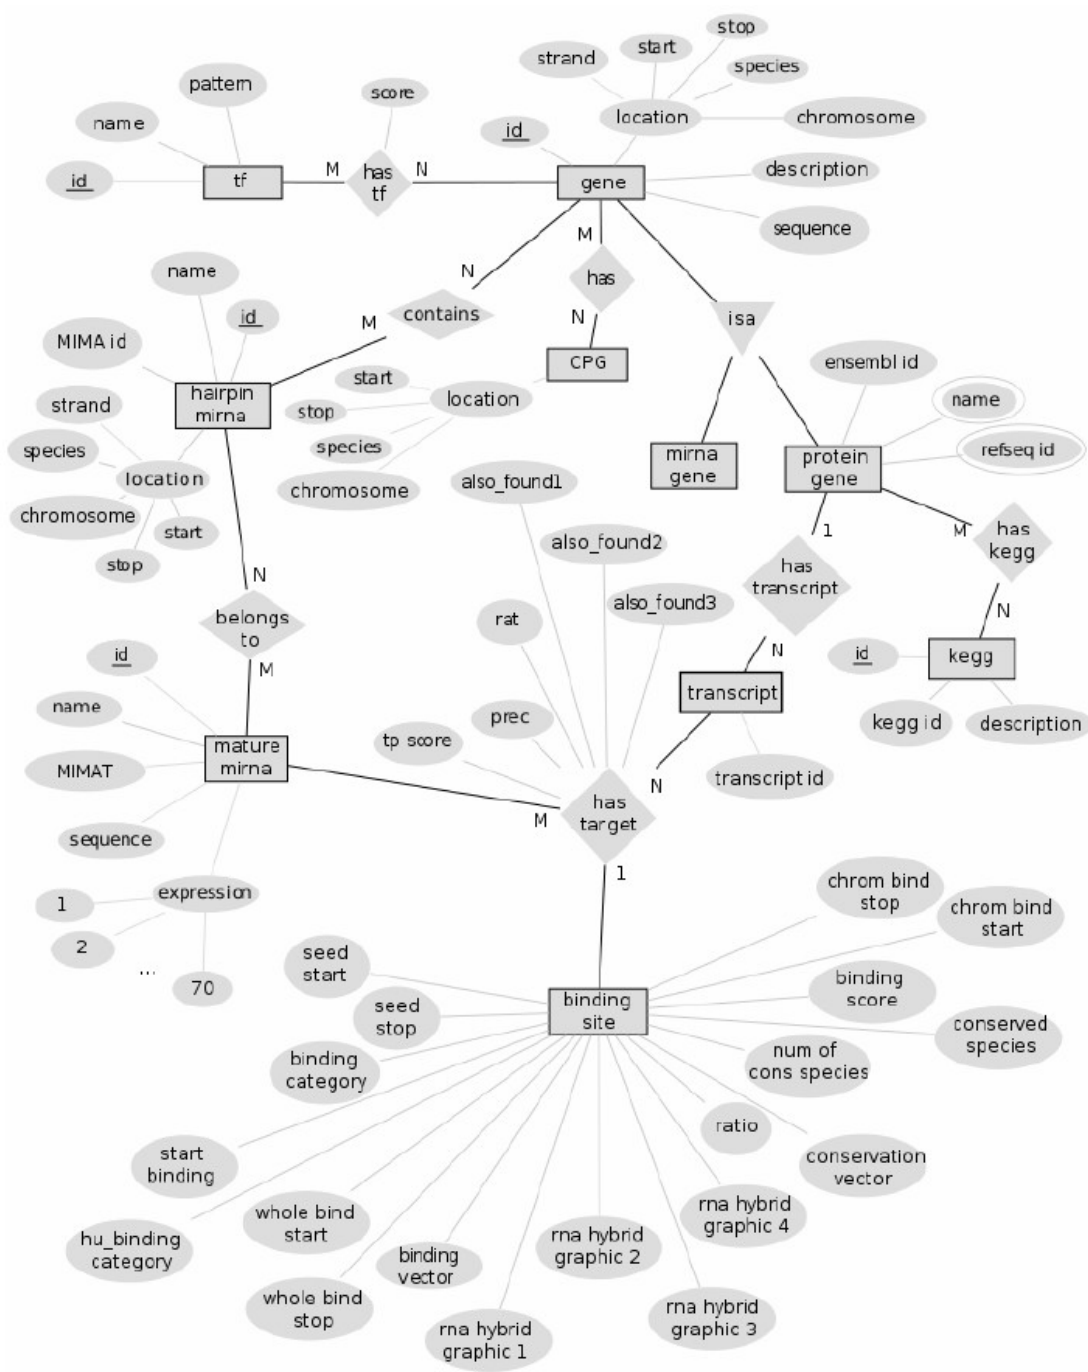 stop
start
strand
species
pattern
score
location
chromosome
name
id
M
has
tf
N
id
tf
gene
description
sequence
name
M
N
has
id
contains
M
N
isa
MIMA id
CPG
ensembl id
start
hairpin
mirna
strand
location
stop
name
species
species
mirna
gene
protein
gene
refseq id
location
chromosome
also_found1
chromosome
start
stop
1
M
has
kegg
also_found2
has
transcript
N
also_found3
belongs
to
rat
N
id
M
N
id
kegg
transcript
name
prec
kegg id
description
mature
mirna
tp score
MIMAT
transcript id
N
has
target
M
sequence
1
chrom bind
stop
expression
chrom bind
start
1
2
seed
start
...
70
binding
score
seed
stop
binding
site
conserved
species
binding
category
num of
cons species
ratio
start
binding
conservation
vector
whole bind
start
rna hybrid
graphic 4
hu_binding
category
binding
vector
rna hybrid
graphic 2
whole bind
stop
rna hybrid
graphic 1
rna hybrid
graphic 3